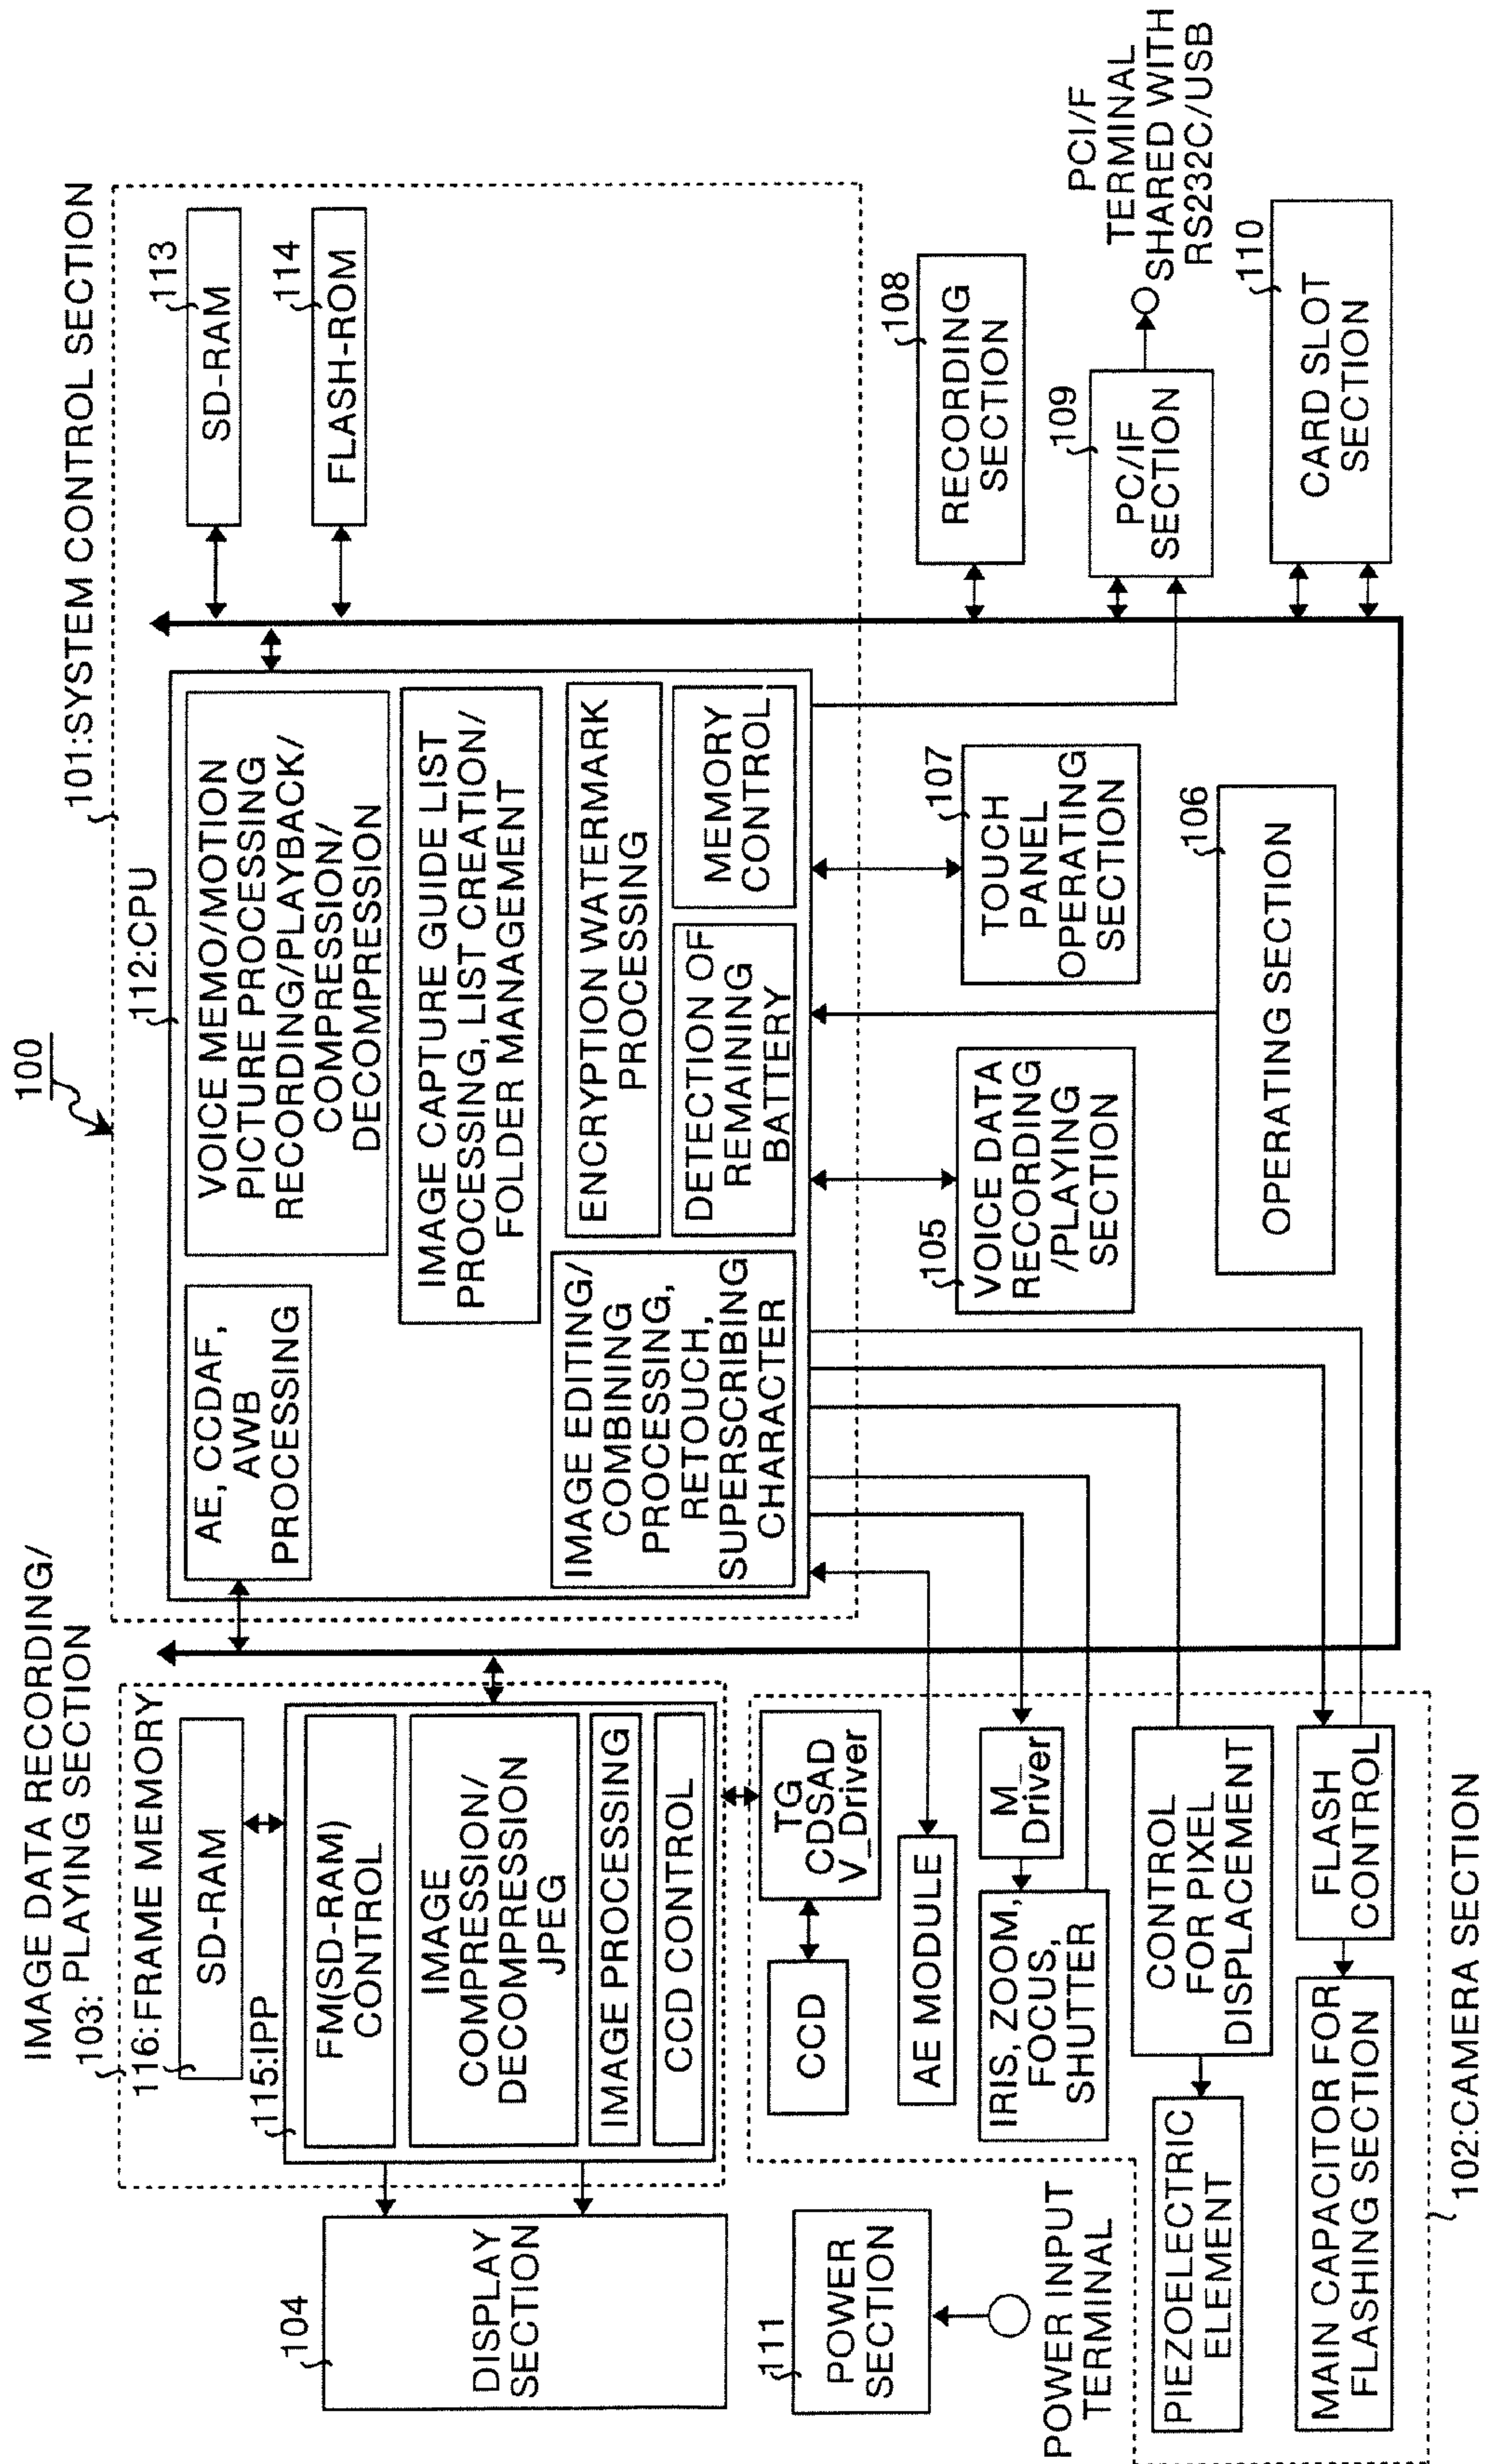 100
IMAGE DATA RECORDING/
103: PLAYING SECTION
116:FRAME MEMORY
SD-RAM
115:IPP
FM(SD-RAM)
CONTROL
IMAGE
COMPRESSION/
DECOMPRESSION
JPEG
IMAGE PROCESSING
CCD CONTROL
104
DISPLAY
SECTION
111
POWER
SECTION
POWER INPUT
TERMINAL
101:SYSTEM CONTROL SECTION
112:CPU
AE, CCDAF,
AWB
PROCESSING
VOICE MEMO/MOTION
PICTURE PROCESSING
RECORDING/PLAYBACK/
COMPRESSION/
DECOMPRESSION
IMAGE CAPTURE GUIDE LIST
PROCESSING, LIST CREATION/
FOLDER MANAGEMENT
IMAGE EDITING/
COMBINING
PROCESSING,
RETOUCH,
SUPERSCRIBING
CHARACTER
ENCRYPTION WATERMARK
PROCESSING
DETECTION OF
REMAINING
BATTERY
MEMORY
CONTROL
113
SD-RAM
114
FLASH-ROM
TG
CDSAD
V_Driver
CCD
AE MODULE
M_
Driver
IRIS, ZOOM,
FOCUS,
SHUTTER
CONTROL
FOR PIXEL
DISPLACEMENT
PIEZOELECTRIC
ELEMENT
FLASH
CONTROL
MAIN CAPACITOR FOR
FLASHING SECTION
102:CAMERA SECTION
105
VOICE DATA
RECORDING
/PLAYING
SECTION
107
TOUCH
PANEL
OPERATING
SECTION
106
OPERATING SECTION
108
RECORDING
SECTION
109
PC/IF
SECTION
PCI/F
TERMINAL
SHARED WITH
RS232C/USB
110
CARD SLOT
SECTION